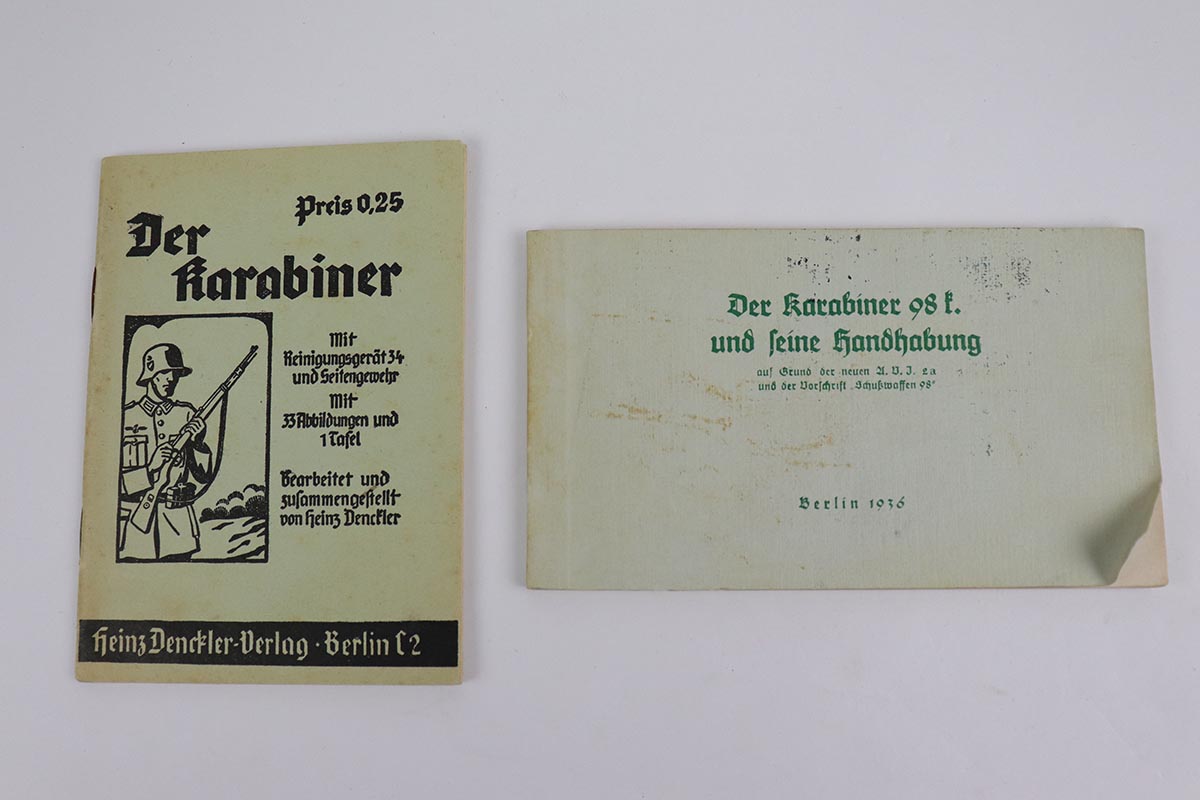 Preis 0,25
Der
Karabiner
Mit
Reinigungsgerät 34
und Seitengewehr
Mit
33 Abbildungen und
1 Tafel
Bearbeitet und
zusammengestellt
von Heinz Denckler
Heinz Denckler-Verlag · Berlin C2
Der Karabiner 98 k.
und seine Handhabung
auf Grund der neuen A. V. I. 2a
und der Vorschrift „Schußwaffen 98"
Berlin 1936